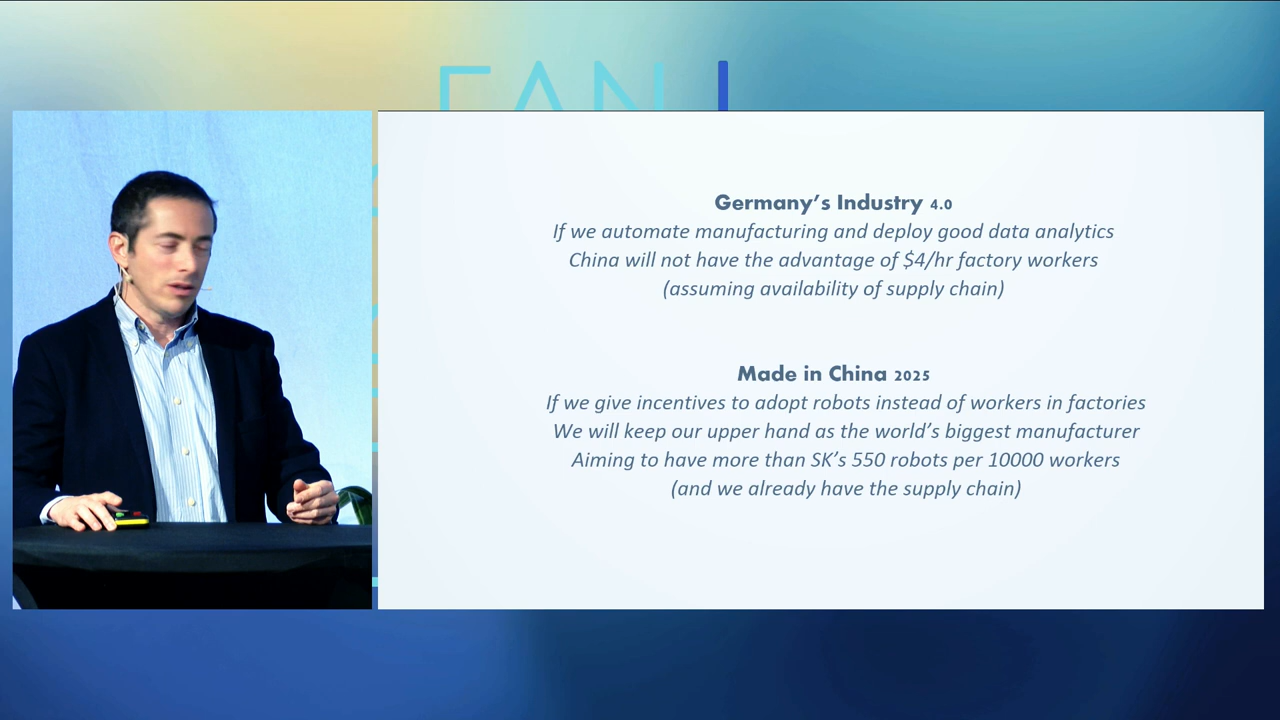 Germany’s Industry 4.0
If we automate manufacturing and deploy good data analytics
China will not have the advantage of $4/hr factory workers
(assuming availability of supply chain)
Made in China 2025
If we give incentives to adopt robots instead of workers in factories
We will keep our upper hand as the world’s biggest manufacturer
Aiming to have more than SK’s 550 robots per 10000 workers
(and we already have the supply chain)